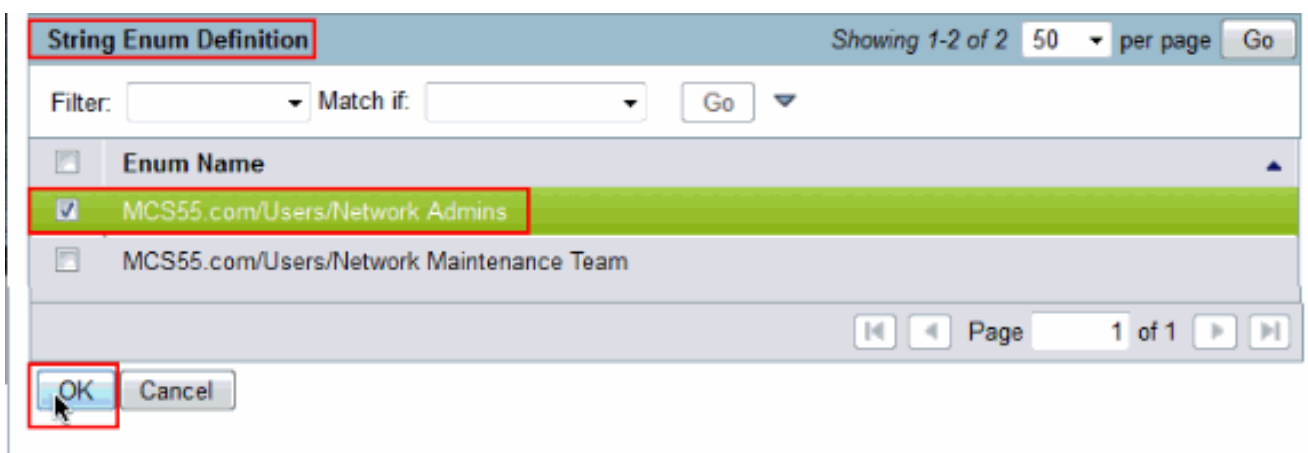 String Enum Definition Showing 1-2 of 2 50 per page Go
Filter: Match if: Go
Enum Name
MCS55.com/Users/Network Admins
MCS55.com/Users/Network Maintenance Team
Page 1 of 1
OK Cancel